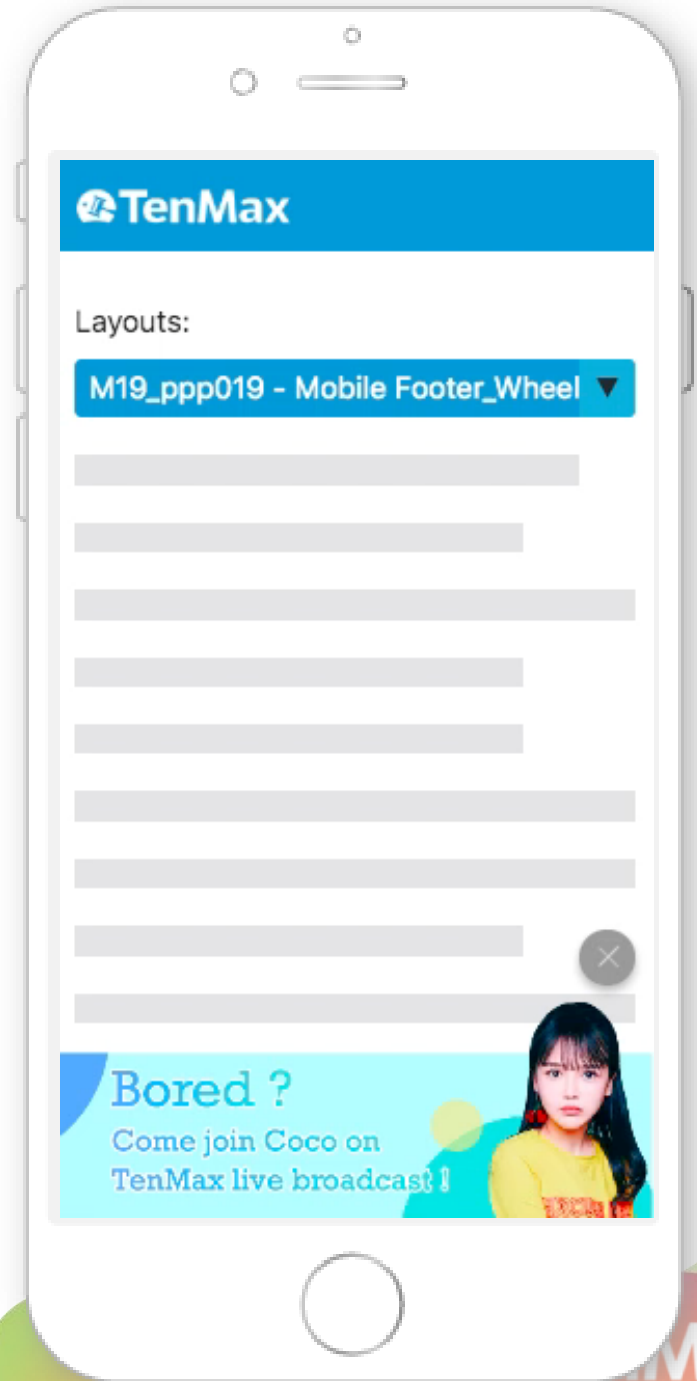 TenMax
Layouts:
M19_ppp019 - Mobile Footer_Wheel
Bored ?
Come join Coco on
TenMax live broadcast !